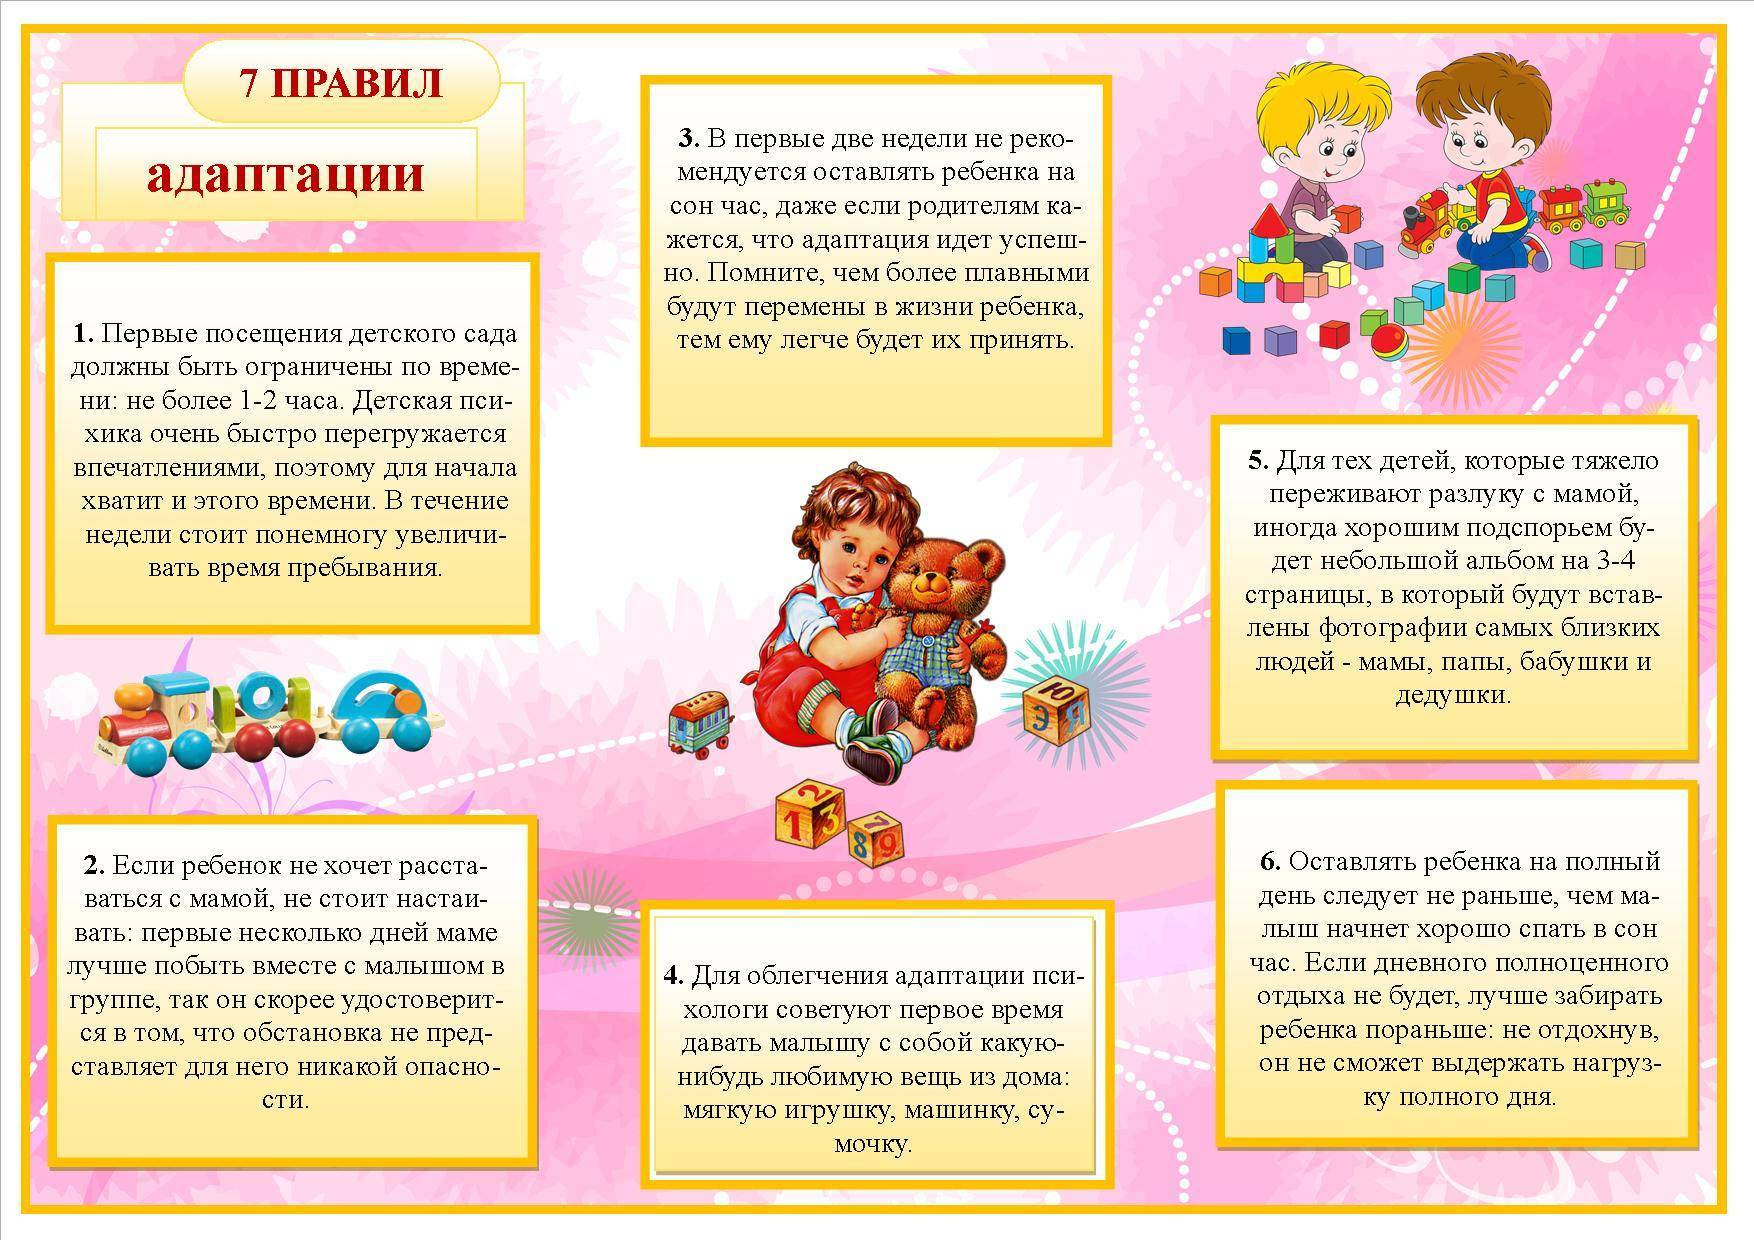 7 ПРАВИЛ
адаптации
1. Первые посещения детского сада
должны быть ограничены по време-
ни: не более 1-2 часа. Детская пси-
хика очень быстро перегружается
впечатлениями, поэтому для начала
хватит и этого времени. В течение
недели стоит понемногу увеличи-
вать время пребывания.
2. Если ребенок не хочет расста-
ваться с мамой, не стоит настаи-
вать: первые несколько дней маме
лучше побыть вместе с малышом в
группе, так он скорее удостоверит-
ся в том, что обстановка не пред-
ставляет для него никакой опасно-
сти.
3. В первые две недели не реко-
мендуется оставлять ребенка на
сон час, даже если родителям ка-
жется, что адаптация идет успеш-
но. Помните, чем более плавными
будут перемены в жизни ребенка,
тем ему легче будет их принять.
Ю
Э Я
2
1 3
7
8 9
4. Для облегчения адаптации пси-
хологи советуют первое время
давать малышу с собой какую-
нибудь любимую вещь из дома:
мягкую игрушку, машинку, су-
мочку.
5. Для тех детей, которые тяжело
переживают разлуку с мамой,
иногда хорошим подспорьем бу-
дет небольшой альбом на 3-4
страницы, в который будут встав-
лены фотографии самых близких
людей - мамы, папы, бабушки и
дедушки.
6. Оставлять ребенка на полный
день следует не раньше, чем ма-
лыш начнет хорошо спать в сон
час. Если дневного полноценного
отдыха не будет, лучше забирать
ребенка пораньше: не отдохнув,
он не сможет выдержать нагруз-
ку полного дня.